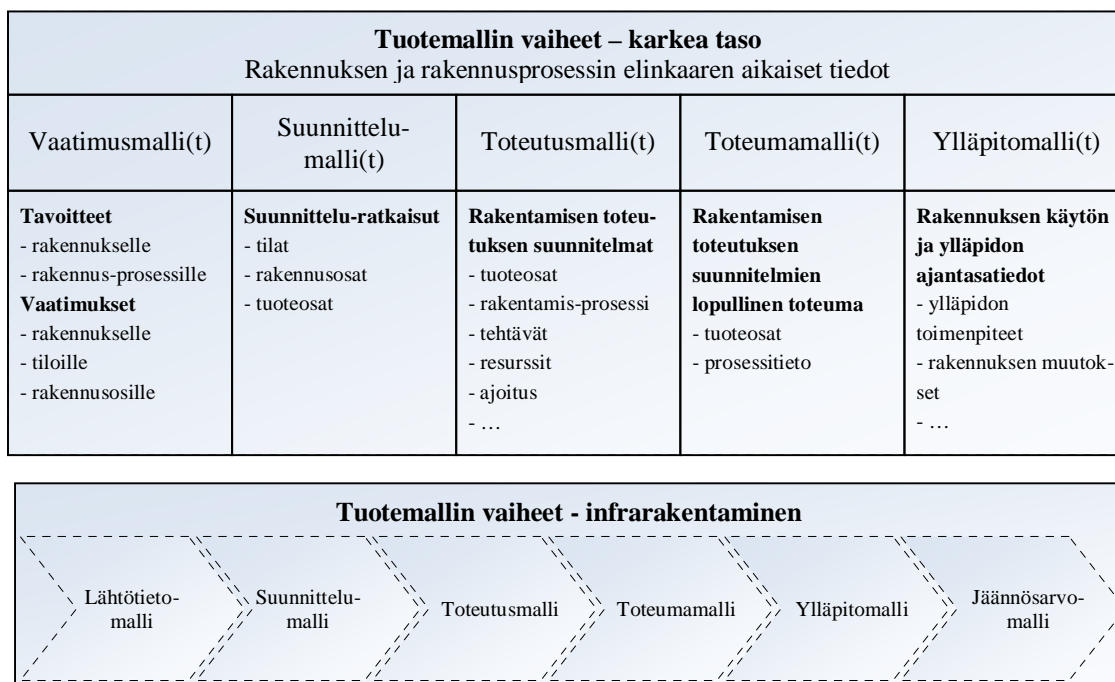 Tuotemallin vaiheet – karkea taso
Rakennuksen ja rakennusprosessin elinkaaren aikaiset tiedot
Vaatimusmalli(t)
Suunnittelu-
malli(t)
Toteutusmalli(t)
Toteumamalli(t)
Ylläpitomalli(t)
Tavoitteet
- rakennukselle
- rakennus-prosessille
Vaatimukset
- rakennukselle
- tiloille
- rakennusosille
Suunnittelu-ratkaisut
- tilat
- rakennusosat
- tuoteosat
Rakentamisen toteu-
tuksen suunnitelmat
- tuoteosat
- rakentamis-prosessi
- tehtävät
- resurssit
- ajoitus
- …
Rakentamisen
toteutuksen
suunnitelmien
lopullinen toteuma
- tuoteosat
- prosessitieto
Rakennuksen käytön
ja ylläpidon
ajantasatiedot
- ylläpidon
toimenpiteet
- rakennuksen muutok-
set
- …
Tuotemallin vaiheet - infrarakentaminen
Lähtötieto-
malli
Suunnittelu-
malli
Toteutusmalli
Toteumamalli
Ylläpitomalli
Jäännösarvo-
malli